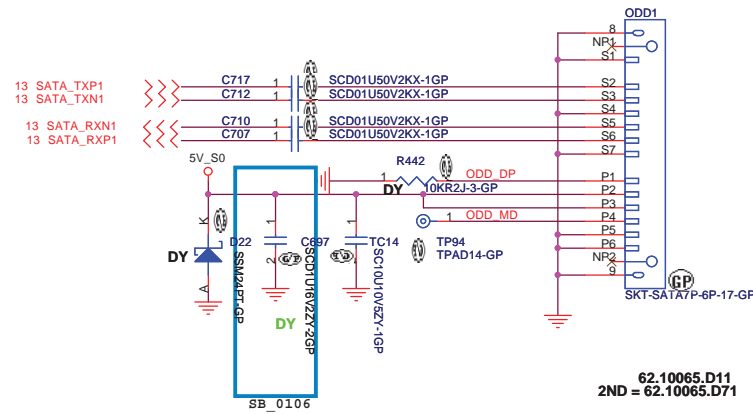 ODD1
8
NP1
S1
13 SATA_TXP1
C717
1
SCD01U50V2KX-1GP
S2
13 SATA_TXN1
C712
1
SCD01U50V2KX-1GP
S3
S4
13 SATA_RXN1
C710
1
SCD01U50V2KX-1GP
S5
13 SATA_RXP1
C707
1
SCD01U50V2KX-1GP
S6
S7
5V_S0
R442
1
ODD_DP
P1
DY
10KR2J-3-GP
P2
P3
1
ODD_MD
P4
TP94
TPAD14-GP
P5
P6
NP2
9
GP
SKT-SATA7P-6P-17-GP
K
DY
D22
A
SSM24PT-GP
1
2
C697
SCD1U16V2ZY-2GP
DY
1
2
TC14
SC10U10V5ZY-1GP
SB_0106
62.10065.D11
2ND = 62.10065.D71